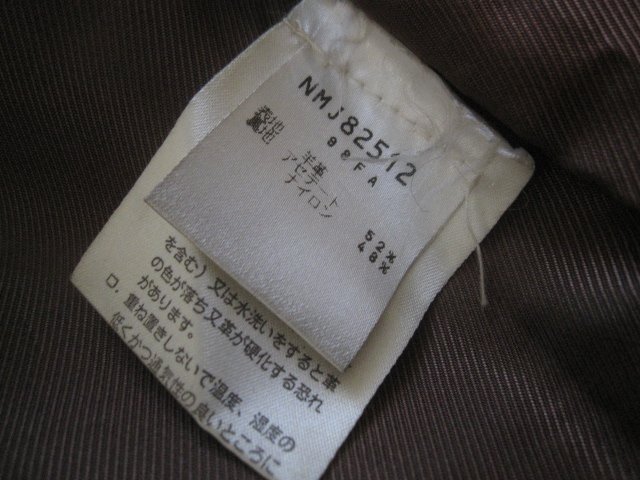 NMJ82512
98FA
表地 羊革
裏地 アセテート 52%
ナイロン 48%
を含む）又は水洗いをすると革
の色が落ち又革が硬化する恐れ
があります。
ロ．重ね置きしないで温度、湿度の
低くかつ通気性の良いところに